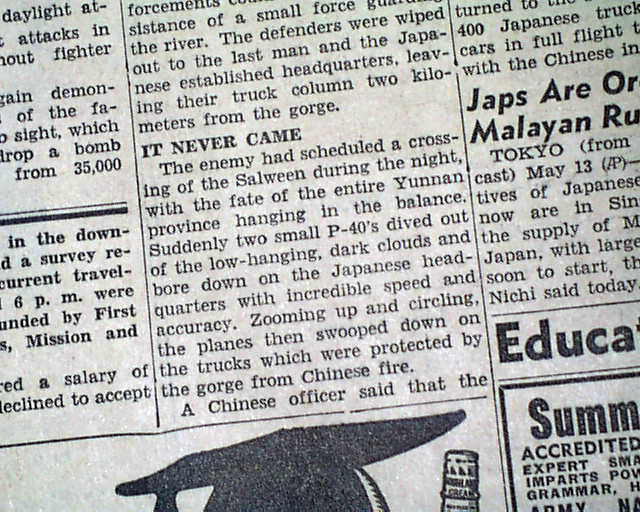 daylight at-
attacks in
fighter
demon-
of the fa-
sight, which
a bomb
from 35,000
in the down-
a survey re-
current travel-
6 p. m. were
by First
Mission and
a salary of
to accept
sistance of a small force
the river. The defenders were wiped
out to the last man and the Japa-
nese established headquarters, leav-
ing their truck column two kilo-
meters from the gorge.
IT NEVER CAME
The enemy had scheduled a cross-
ing of the Salween during the night,
with the fate of the entire Yunnan
province hanging in the balance.
Suddenly two small P-40's dived out
of the low-hanging, dark clouds and
bore down on the Japanese head-
quarters with incredible speed and
accuracy. Zooming up and circling,
the planes then swooped down on
the trucks which were protected by
the gorge from Chinese fire.
A Chinese officer said that the
turned to the
400 Japanese truck
cars in full flight
with the Chinese in
Japs Are Or
Malayan Ru
TOKYO (from
cast) May 13 (AP)—
tives of Japanese
now are in Sin
the supply of M
Japan, with large
soon to start, th
Nichi said today.
Educat
Summ
ACCREDITED
EXPERT SMA
IMPARTS POW
GRAMMAR, H
ARMY NA